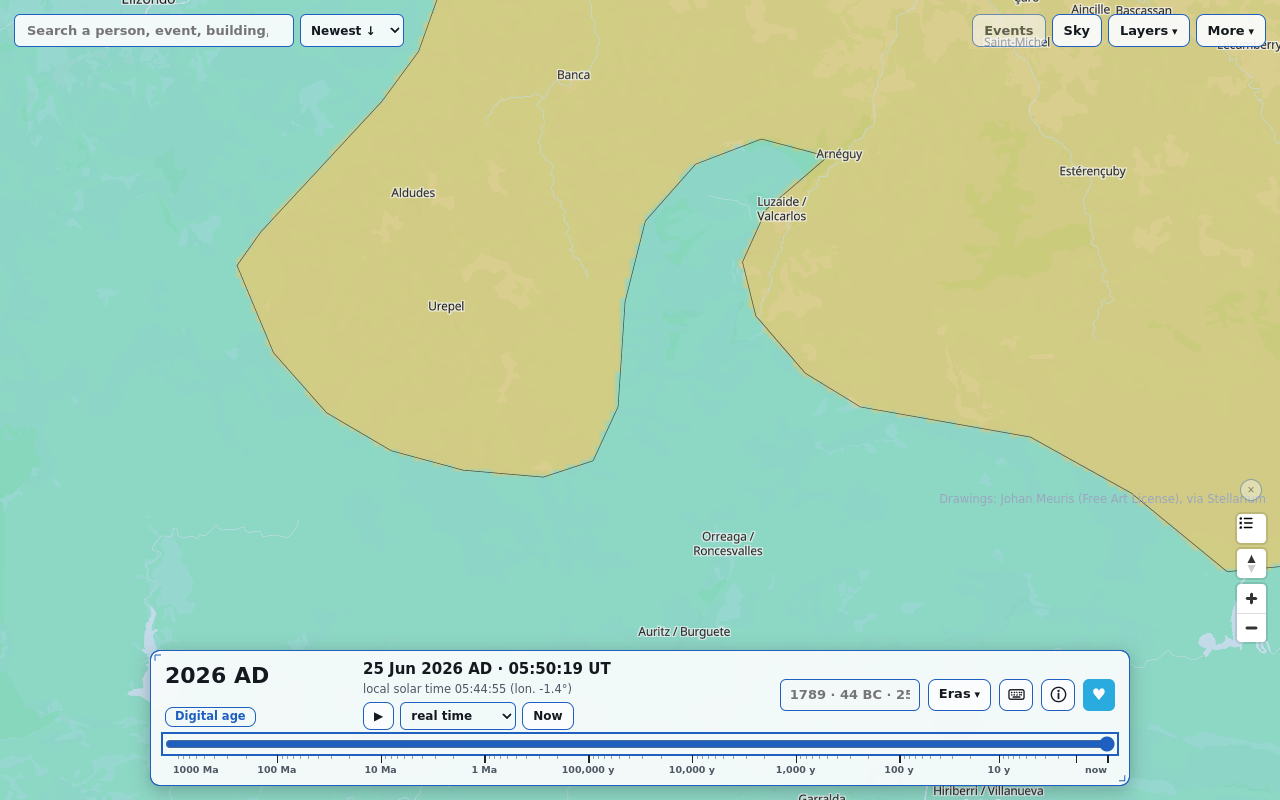 Elizondo
Aincille
Bascassan
Search a person, event, building,
Newest ↓
Events
Sky
Layers ▾
More ▾
Saint-Michel
Lecumberry
Banca
Arnéguy
Estérençuby
Aldudes
Luzaide /
Valcarlos
Urepel
Drawings: Johan Meuris (Free Art License), via Stellarium
Orreaga /
Roncesvalles
Auritz / Burguete
2026 AD
25 Jun 2026 AD · 05:50:19 UT
local solar time 05:44:55 (lon. -1.4°)
Digital age
real time
Now
1789 · 44 BC · 25
Eras ▾
1000 Ma
100 Ma
10 Ma
1 Ma
100,000 y
10,000 y
1,000 y
100 y
10 y
now
Garralda
Hiriberri / Villanueva